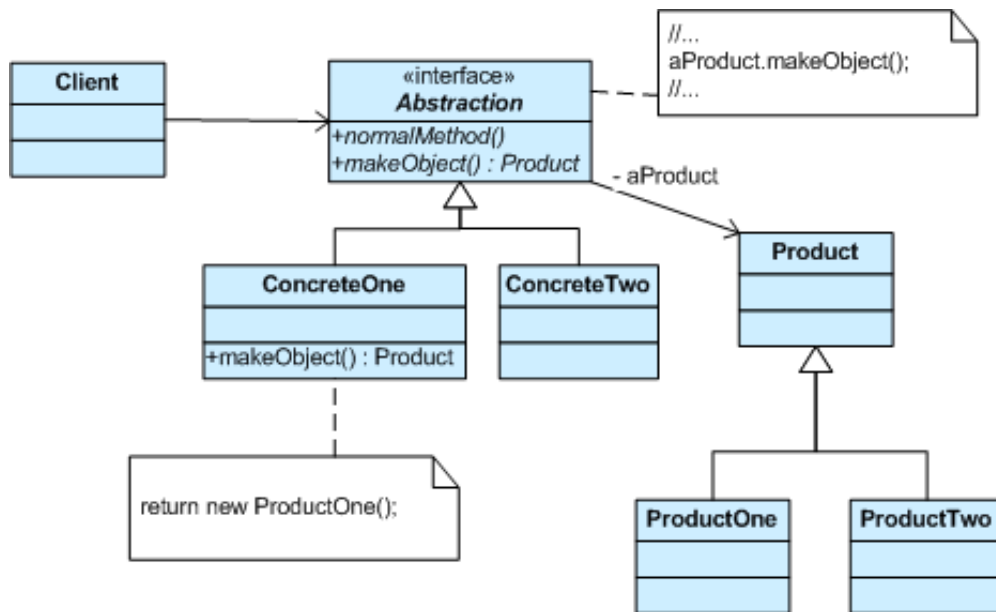 //...
aProduct.makeObject();
//...
Client
«interface»
Abstraction
+normalMethod()
+makeObject() : Product
- aProduct
Product
ConcreteOne
+makeObject() : Product
ConcreteTwo
return new ProductOne();
ProductOne
ProductTwo